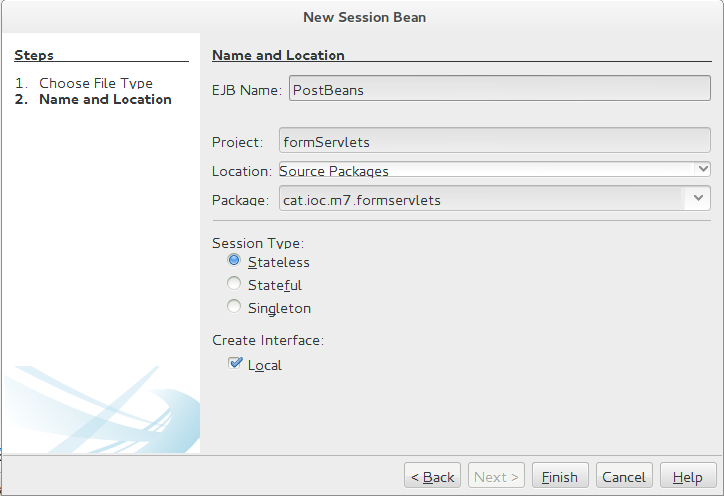 New Session Bean
Steps
1. Choose File Type
2. Name and Location
Name and Location
EJB Name: PostBeans
Project: formServlets
Location: Source Packages
Package: cat.ioc.m7.formservlets
Session Type:
Stateless
Stateful
Singleton
Create Interface:
Local
< Back Next > Finish Cancel Help